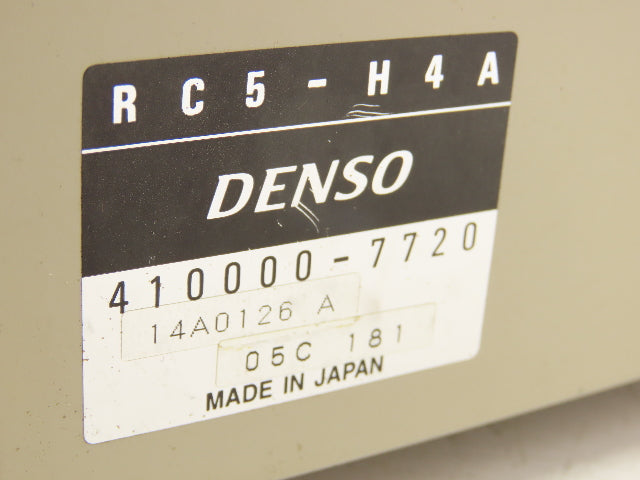 RC5-H4A
DENSO
410000-7720
14A0126 A
05C 181
MADE IN JAPAN